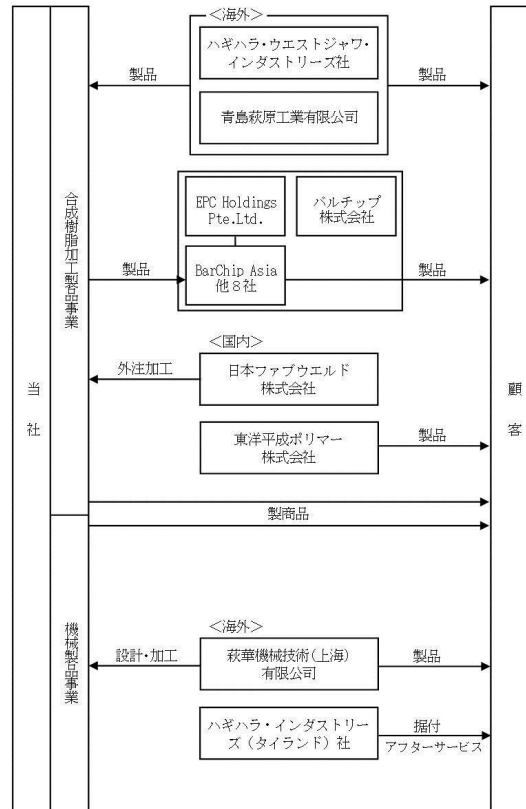 <海外>
ハギハラ・ウエストジャワ・
インダストリーズ社
製品
製品
青島萩原工業有限公司
合成樹脂加工製品事業
EPC Holdings
Pte.Ltd.
バルチップ
株式会社
製品
BarChip Asia
他8社
製品
<国内>
外注加工
日本ファブウエルド
株式会社
当社
顧客
東洋平成ポリマー
株式会社
製品
製商品
機械製品事業
<海外>
設計・加工
萩華機械技術(上海)
有限公司
製品
ハギハラ・インダストリー
ズ（タイランド）社
据付
アフターサービス